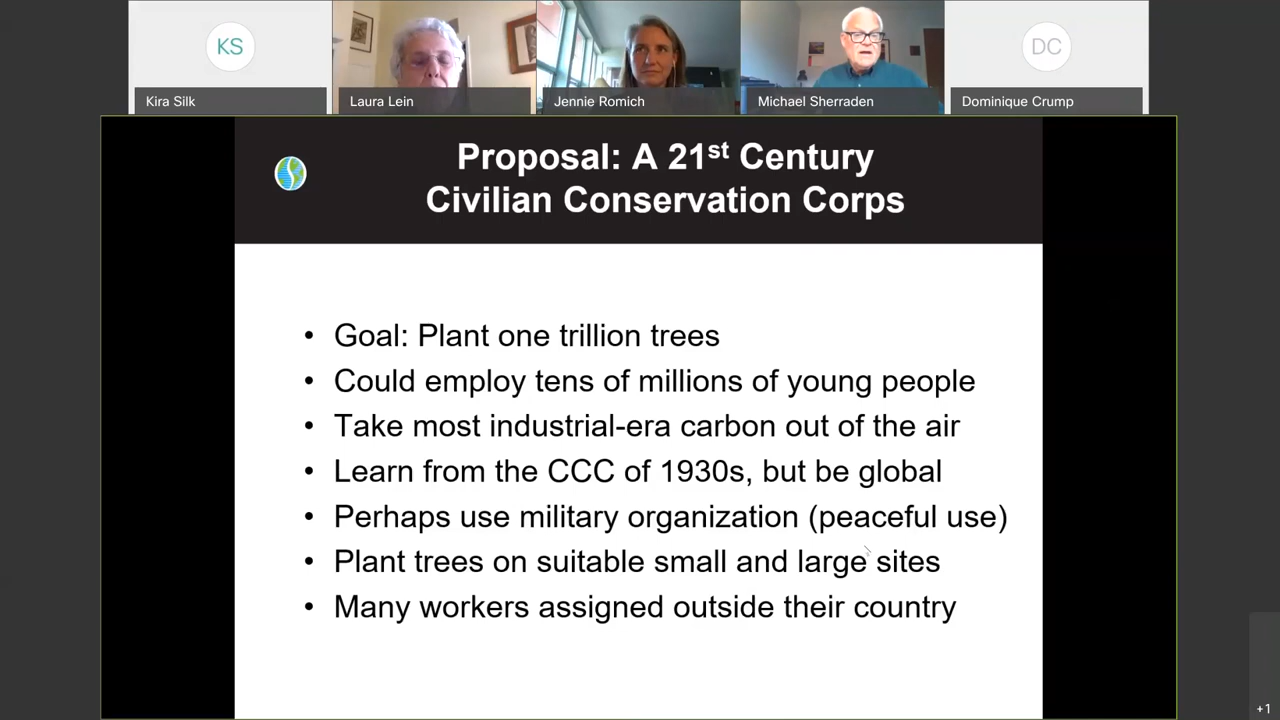 KS
DC
Kira Silk
Laura Lein
Jennie Romich
Michael Sherraden
Dominique Crump
Proposal: A 21st Century
Civilian Conservation Corps
• Goal: Plant one trillion trees
• Could employ tens of millions of young people
• Take most industrial-era carbon out of the air
• Learn from the CCC of 1930s, but be global
• Perhaps use military organization (peaceful use)
• Plant trees on suitable small and large sites
• Many workers assigned outside their country
+1